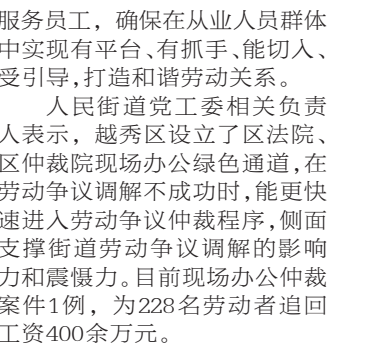 服务员工，确保在从业人员群体
中实现有平台、有抓手、能切入、
受引导，打造和谐劳动关系。
人民街道党工委相关负责
人表示，越秀区设立了区法院、
区仲裁院现场办公绿色通道，在
劳动争议调解不成功时，能更快
速进入劳动争议仲裁程序，侧面
支撑街道劳动争议调解的影响
力和震慑力。目前现场办公仲裁
案件1例，为228名劳动者追回
工资400余万元。